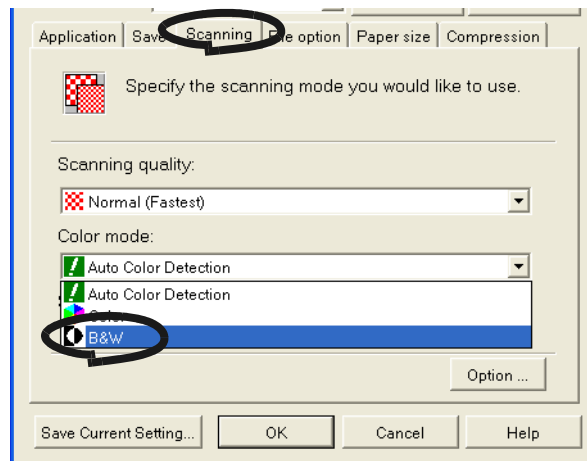 Application Save Scanning File option Paper size Compression
Specify the scanning mode you would like to use.
Scanning quality:
Normal (Fastest)
Color mode:
Auto Color Detection
Auto Color Detection
Color
B&W
Option ...
Save Current Setting... OK Cancel Help